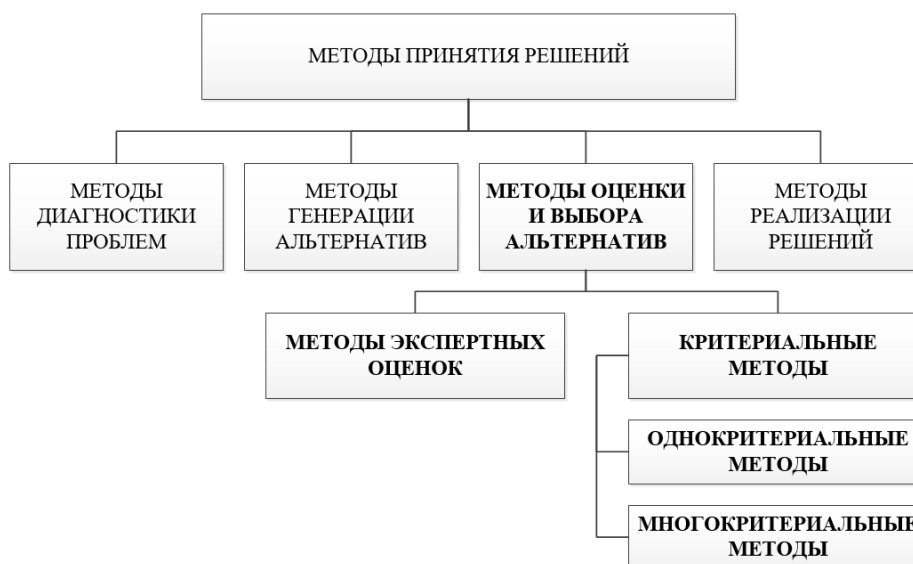 МЕТОДЫ ПРИНЯТИЯ РЕШЕНИЙ
МЕТОДЫ
ДИАГНОСТИКИ
ПРОБЛЕМ
МЕТОДЫ
ГЕНЕРАЦИИ
АЛЬТЕРНАТИВ
МЕТОДЫ ОЦЕНКИ
И ВЫБОРА
АЛЬТЕРНАТИВ
МЕТОДЫ
РЕАЛИЗАЦИИ
РЕШЕНИЙ
МЕТОДЫ ЭКСПЕРТНЫХ
ОЦЕНОК
КРИТЕРИАЛЬНЫЕ
МЕТОДЫ
ОДНОКРИТЕРИАЛЬНЫЕ
МЕТОДЫ
МНОГОКРИТЕРИАЛЬНЫЕ
МЕТОДЫ